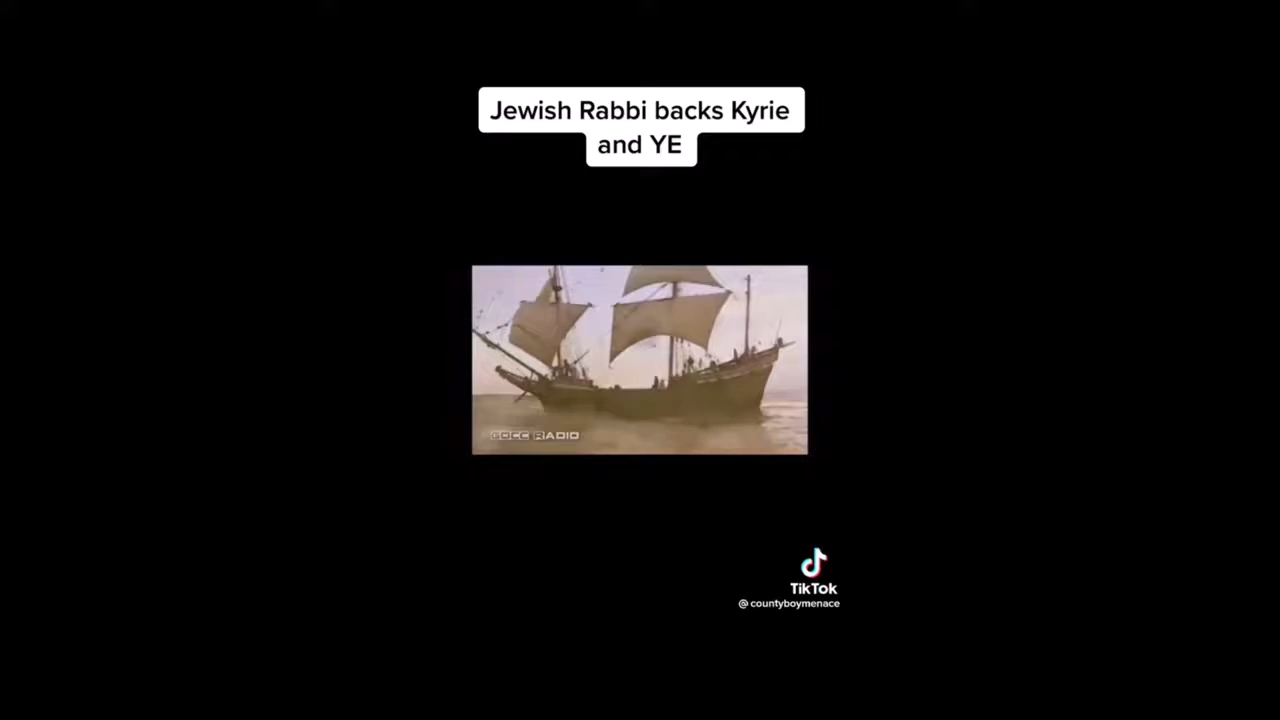 Jewish Rabbi backs Kyrie
and YE
GOCC RADIO
TikTok
@ countyboymenace